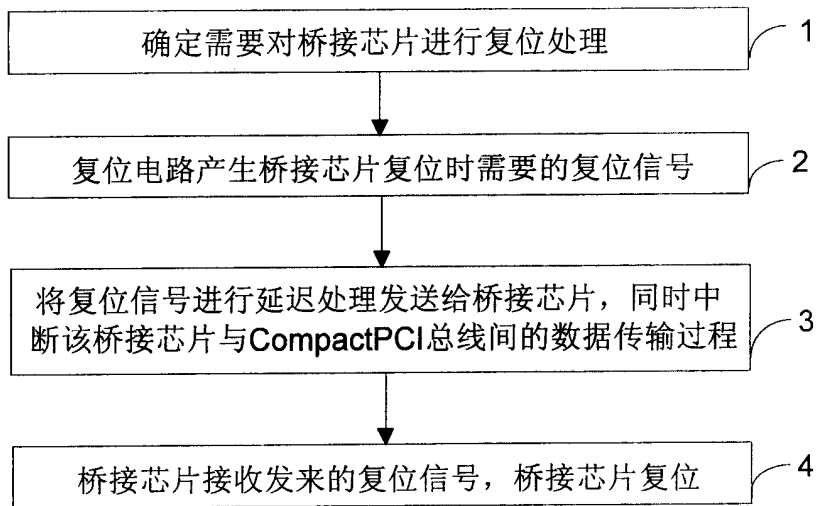 确定需要对桥接芯片进行复位处理
1
复位电路产生桥接芯片复位时需要的复位信号
2
将复位信号进行延迟处理发送给桥接芯片，同时中
断该桥接芯片与CompactPCI总线间的数据传输过程
3
桥接芯片接收发来的复位信号，桥接芯片复位
4